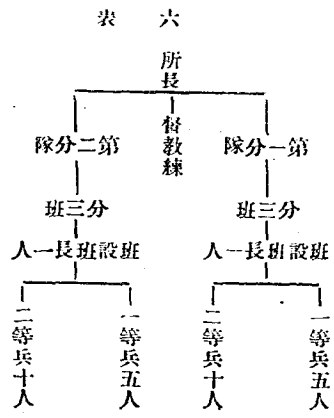 六表
所長
督教練
第一分隊
分三班
班設班長一人
一等兵五人
二等兵十人
第二分隊
分三班
班設班長一人
一等兵五人
二等兵十人